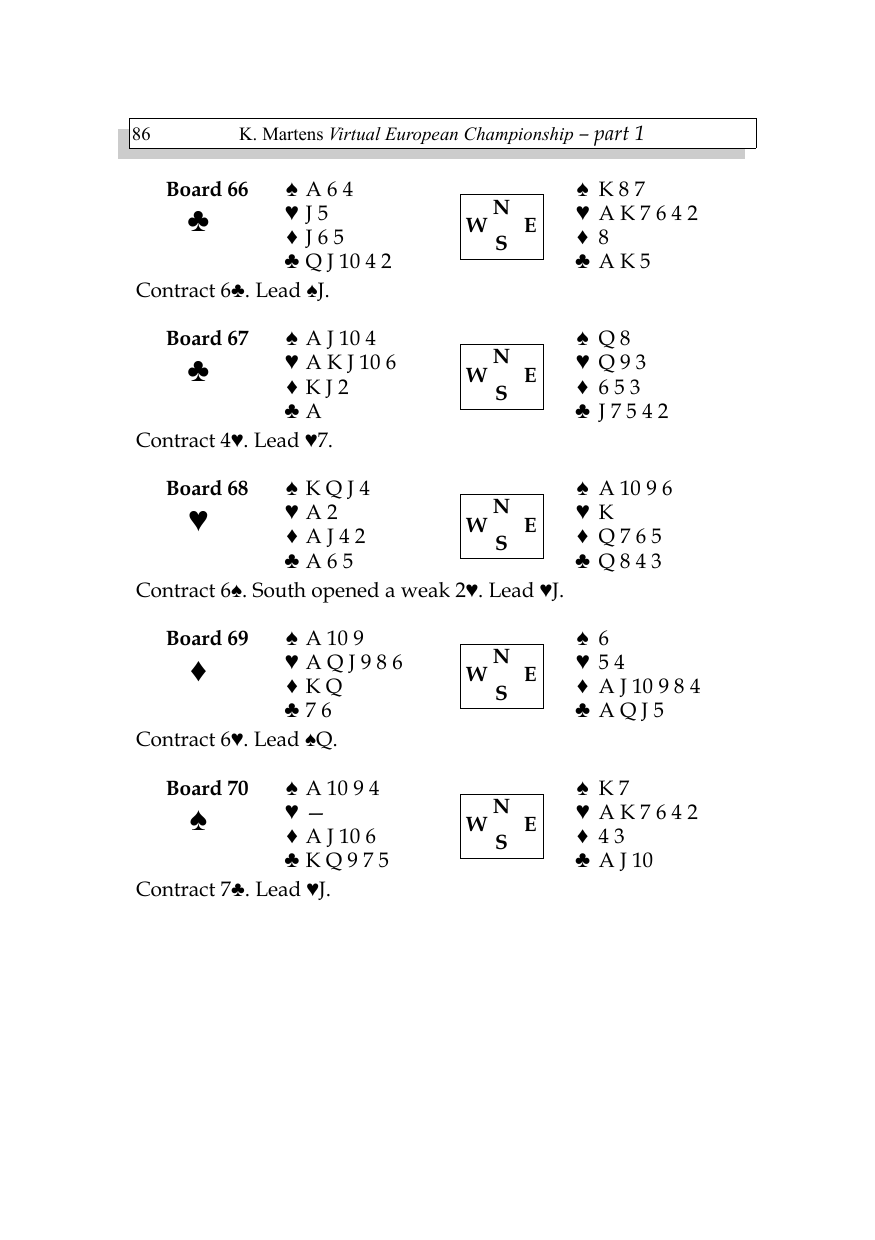 86 K. Martens Virtual European Championship – part 1
Board 66 ♠ A 6 4 N ♠ K 8 7
♣ ♥ J 5 W E ♥ A K 7 6 4 2
♦ J 6 5 S ♦ 8
♣ Q J 10 4 2 ♣ A K 5
Contract 6♣. Lead ♠J.
Board 67 ♠ A J 10 4 N ♠ Q 8
♣ ♥ A K J 10 6 W E ♥ Q 9 3
♦ K J 2 S ♦ 6 5 3
♣ A ♣ J 7 5 4 2
Contract 4♥. Lead ♥7.
Board 68 ♠ K Q J 4 N ♠ A 10 9 6
♥ ♥ A 2 W E ♥ K
♦ A J 4 2 S ♦ Q 7 6 5
♣ A 6 5 ♣ Q 8 4 3
Contract 6♠. South opened a weak 2♥. Lead ♥J.
Board 69 ♠ A 10 9 N ♠ 6
♦ ♥ A Q J 9 8 6 W E ♥ 5 4
♦ K Q S ♦ A J 10 9 8 4
♣ 7 6 ♣ A Q J 5
Contract 6♥. Lead ♠Q.
Board 70 ♠ A 10 9 4 N ♠ K 7
♠ ♥ — W E ♥ A K 7 6 4 2
♦ A J 10 6 S ♦ 4 3
♣ K Q 9 7 5 ♣ A J 10
Contract 7♣. Lead ♥J.